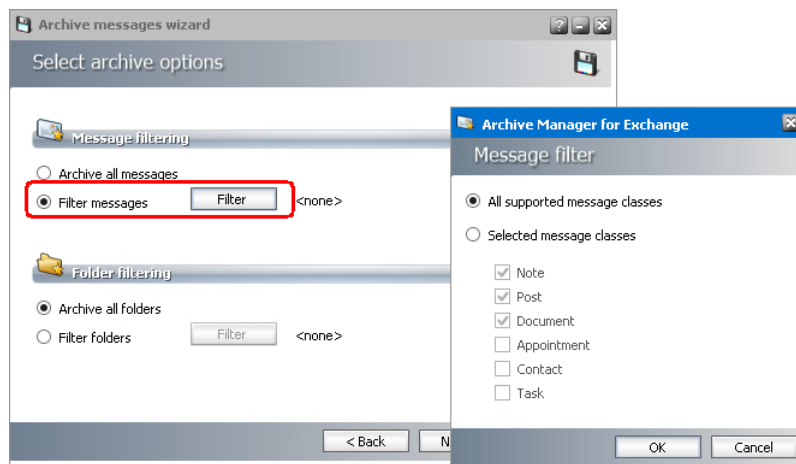 Archive messages wizard
Select archive options
Message filtering
Archive all messages
Filter messages Filter <none>
Folder filtering
Archive all folders
Filter folders Filter <none>
< Back N
Archive Manager for Exchange
Message filter
All supported message classes
Selected message classes
Note
Post
Document
Appointment
Contact
Task
OK Cancel